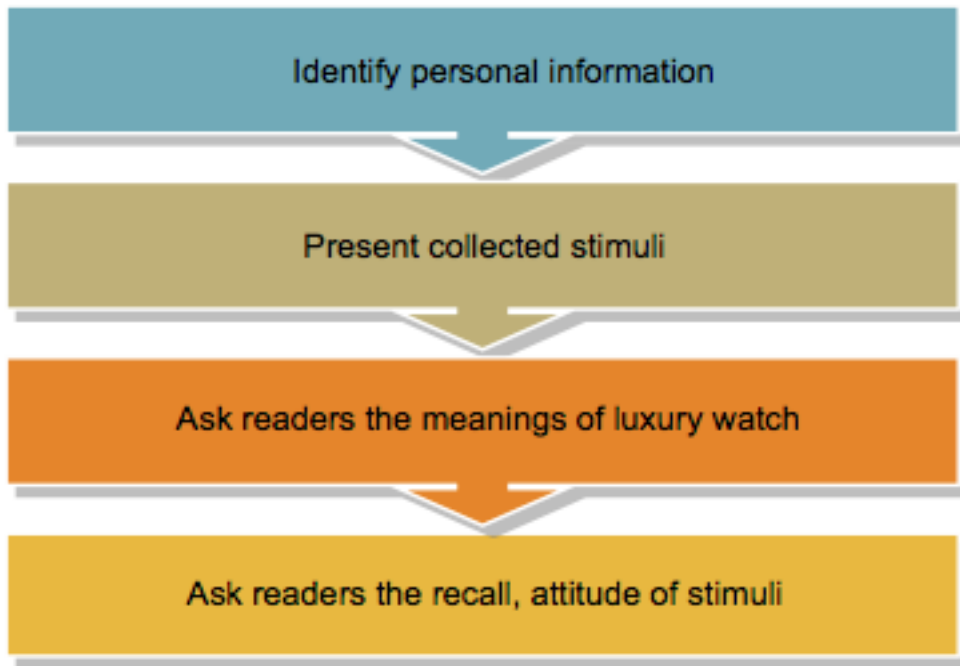 Identify personal information
Present collected stimuli
Ask readers the meanings of luxury watch
Ask readers the recall, attitude of stimuli